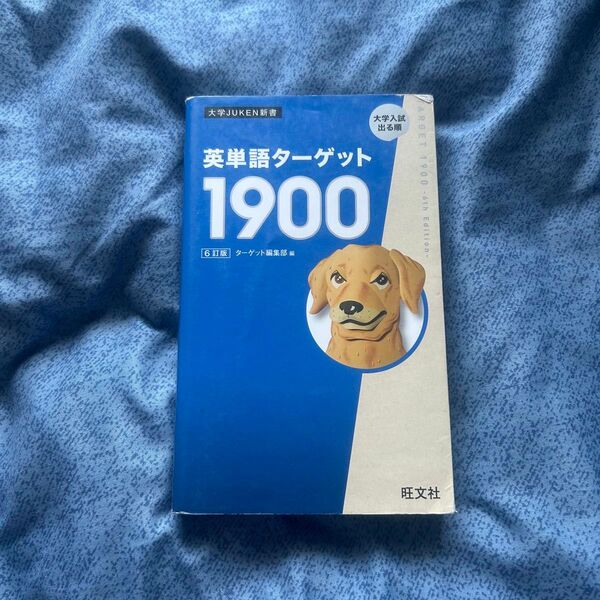 大学JUKEN新書
大学入試
出る順
英単語ターゲット
1900
6訂版 ターゲット編集部 編
TARGET 1900 -6th Edition-
旺文社